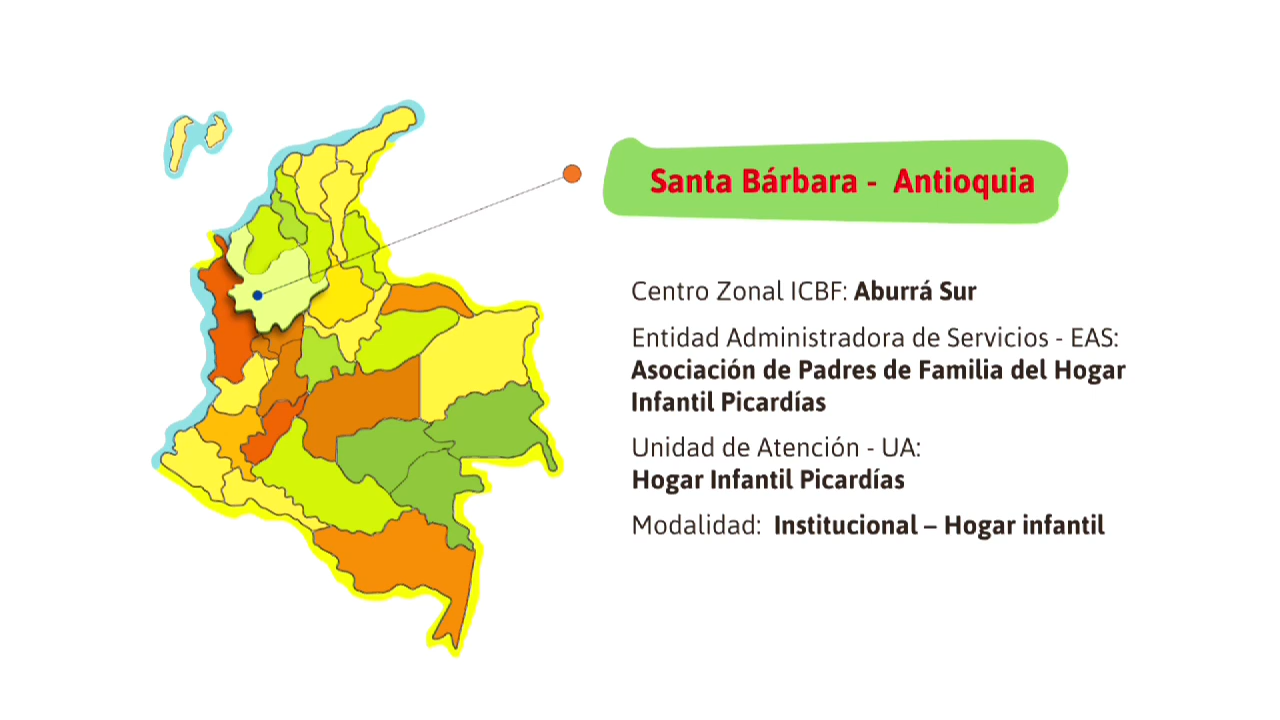 Santa Bárbara - Antioquia
Centro Zonal ICBF: Aburrá Sur
Entidad Administradora de Servicios - EAS:
Asociación de Padres de Familia del Hogar
Infantil Picardías
Unidad de Atención - UA:
Hogar Infantil Picardías
Modalidad: Institucional – Hogar infantil